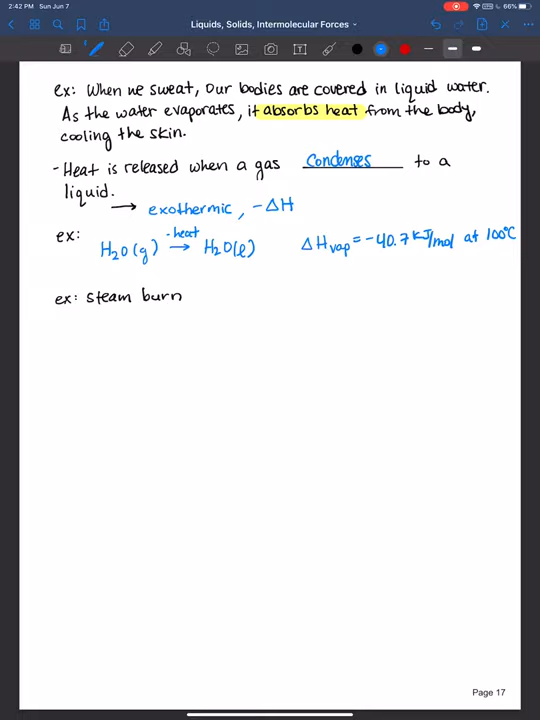 2:42 PM Sun Jun 7
66%
Liquids, Solids, Intermolecular Forces
ex: When we sweat, our bodies are covered in liquid water.
As the water evaporates, it absorbs heat from the body,
cooling the skin.
- Heat is released when a gas condenses to a
liquid.
→ exothermic, -ΔH
ex:
-heat
H₂O(g) → H₂O(l) ΔHvap = -40.7 kJ/mol at 100°C
ex: steam burn
Page 17